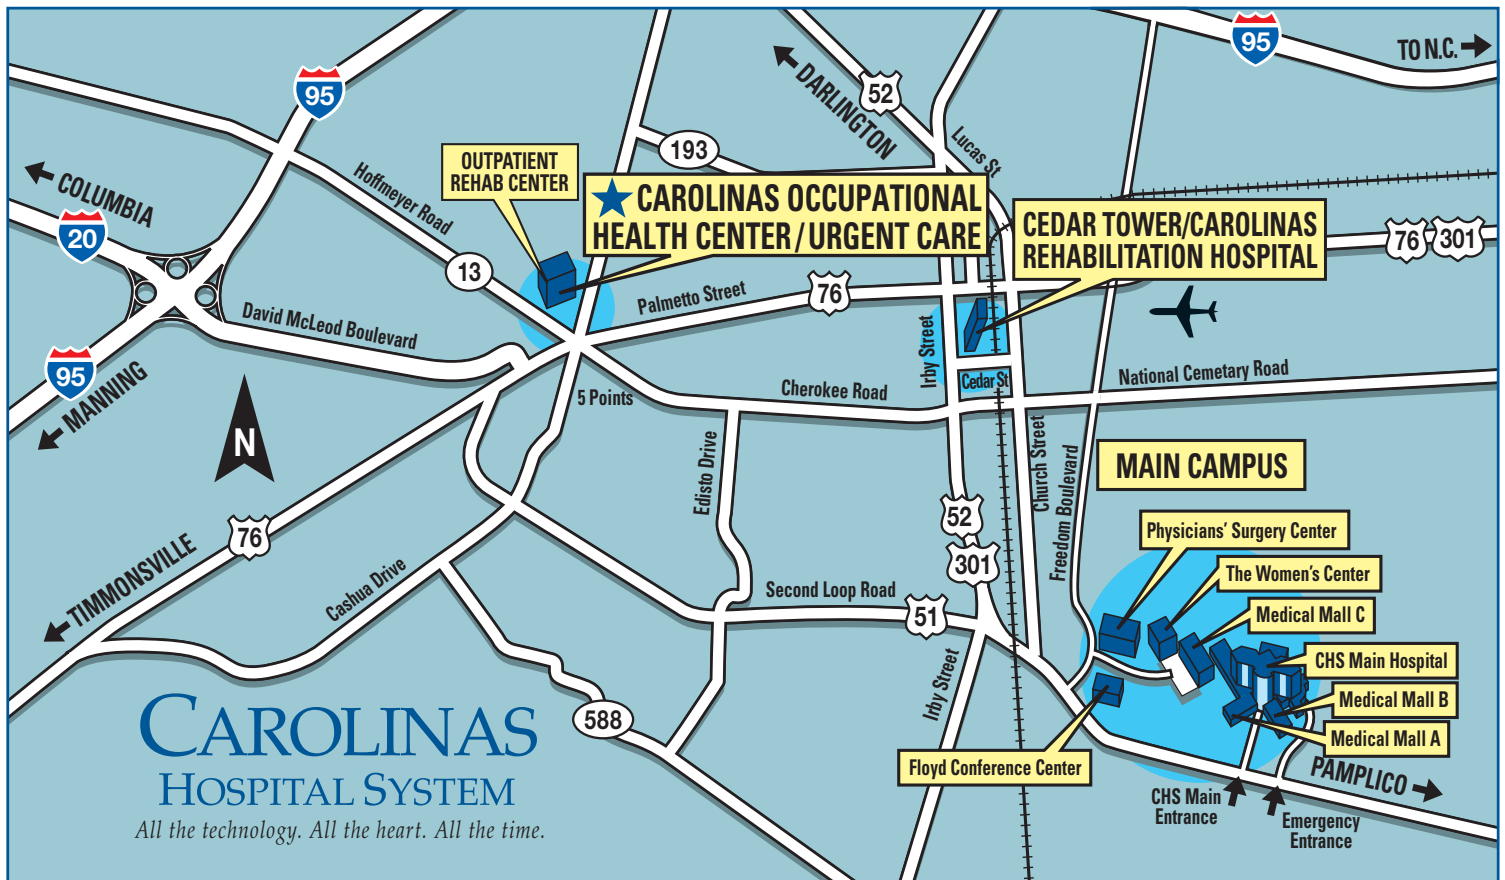 95
TO N.C.
95
52
DARLINGTON
Lucas St
193
OUTPATIENT
REHAB CENTER
COLUMBIA
20
Hoffmeyer Road
CAROLINAS OCCUPATIONAL
HEALTH CENTER / URGENT CARE
CEDAR TOWER/CAROLINAS
REHABILITATION HOSPITAL
76
301
13
Palmetto Street
76
David McLeod Boulevard
95
MANNING
Irby Street
Cedar St
National Cemetary Road
Cherokee Road
5 Points
N
Edisto Drive
Church Street
Freedom Boulevard
MAIN CAMPUS
52
301
76
TIMMONSVILLE
Cashua Drive
Second Loop Road
51
Physicians' Surgery Center
The Women's Center
Medical Mall C
CHS Main Hospital
Medical Mall B
Medical Mall A
Irby Street
588
Floyd Conference Center
PAMPLICO
CHS Main
Entrance
Emergency
Entrance
CAROLINAS
HOSPITAL SYSTEM
All the technology. All the heart. All the time.